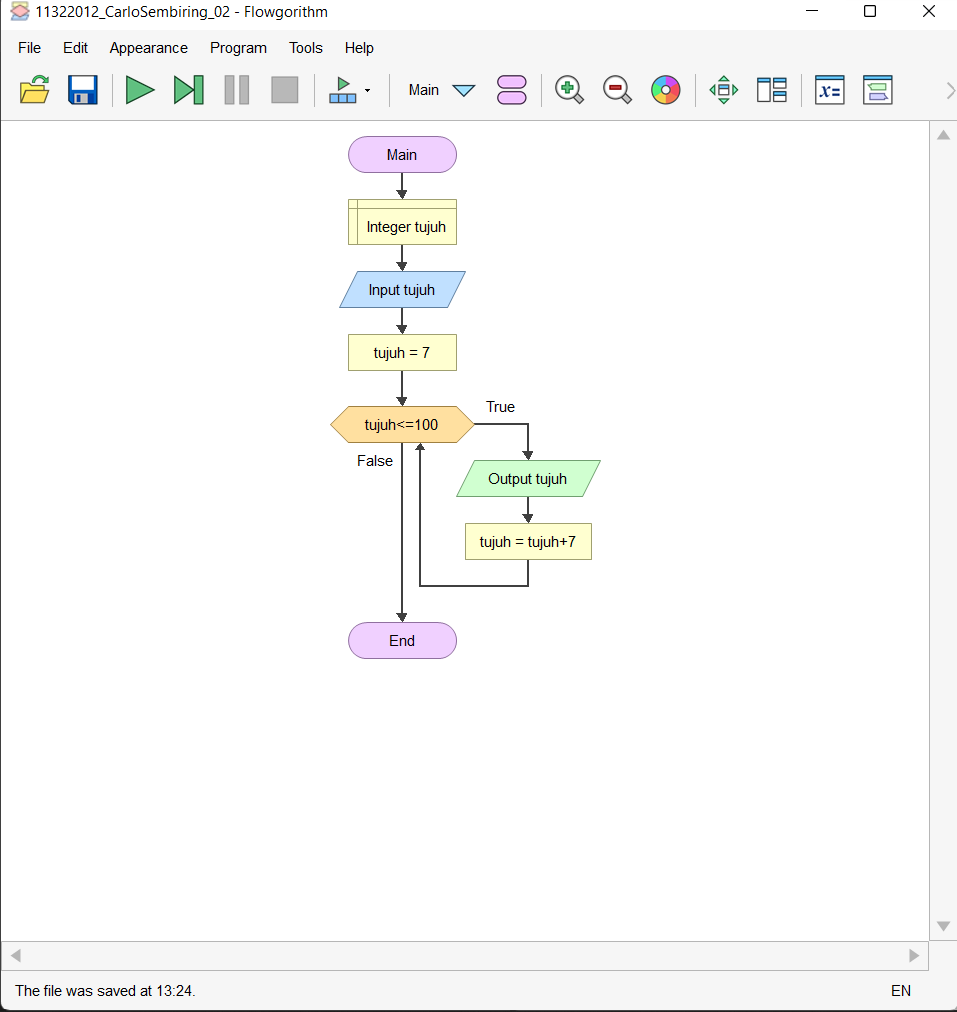 11322012_CarloSembiring_02 - Flowgorithm
File Edit Appearance Program Tools Help
Main
x=
Main
Integer tujuh
Input tujuh
tujuh = 7
tujuh<=100
True
False
Output tujuh
tujuh = tujuh+7
End
The file was saved at 13:24.
EN